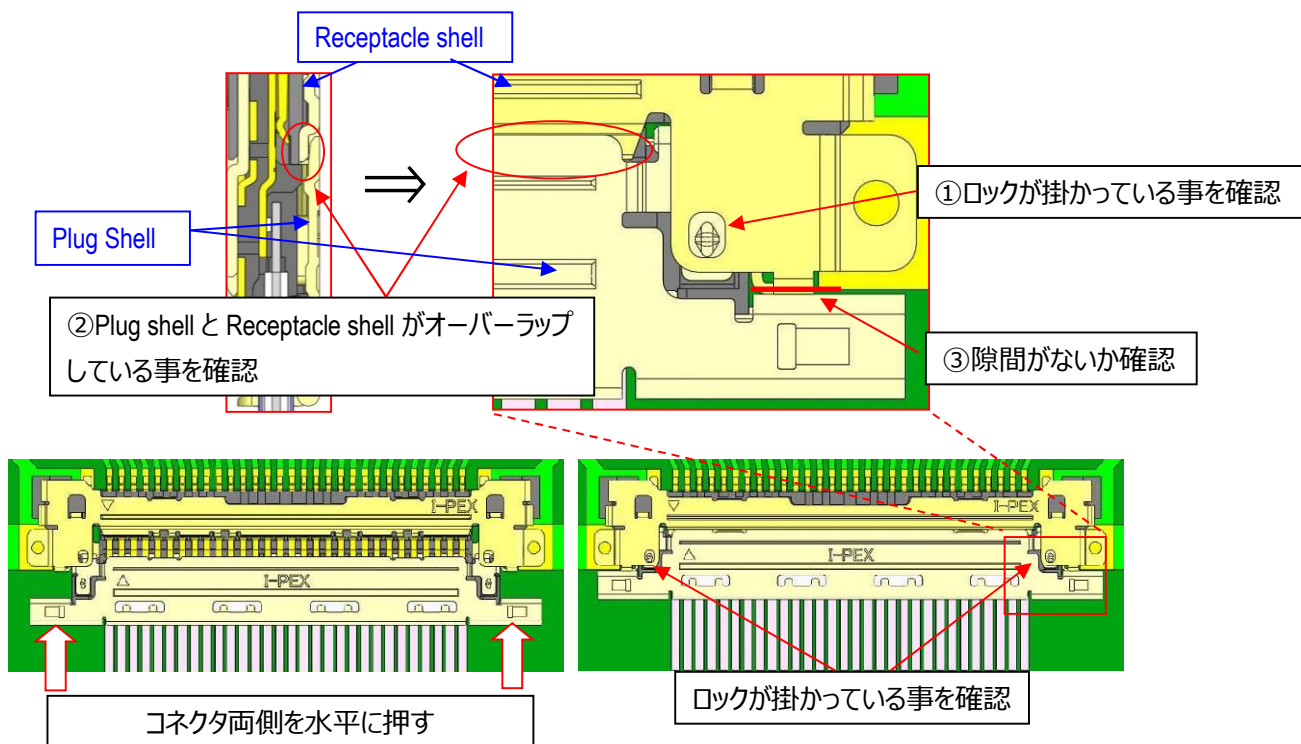 Receptacle shell
Plug Shell
①ロックが掛かっている事を確認
②Plug shell と Receptacle shell がオーバーラップ
している事を確認
③隙間がないか確認
I-PEX
I-PEX
I-PEX
I-PEX
コネクタ両側を水平に押す
ロックが掛かっている事を確認